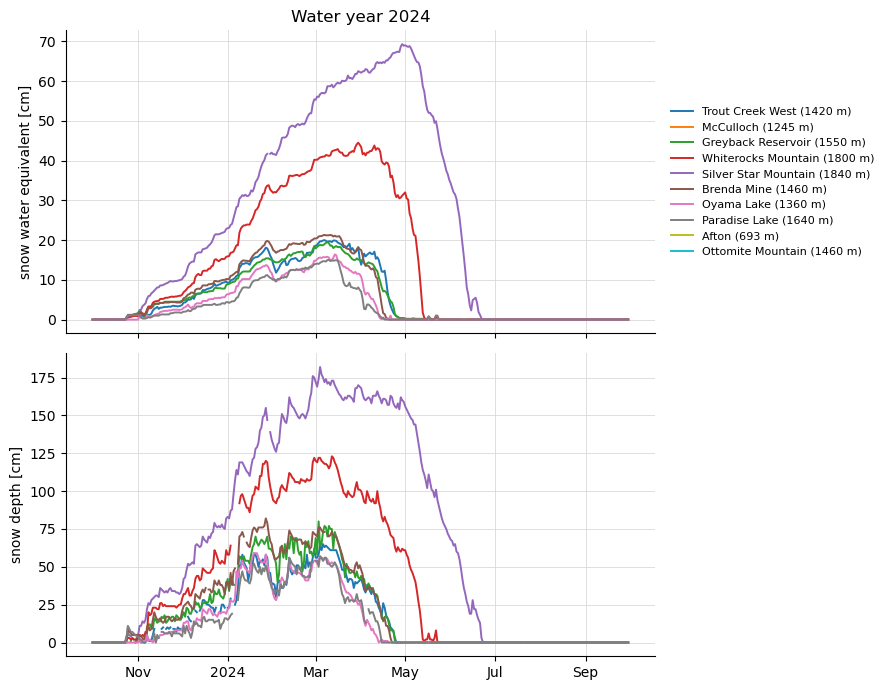 Water year 2024
snow water equivalent [cm]
70
60
50
40
30
20
10
0
Trout Creek West (1420 m)
McCulloch (1245 m)
Greyback Reservoir (1550 m)
Whiterocks Mountain (1800 m)
Silver Star Mountain (1840 m)
Brenda Mine (1460 m)
Oyama Lake (1360 m)
Paradise Lake (1640 m)
Afton (693 m)
Ottomite Mountain (1460 m)
snow depth [cm]
175
150
125
100
75
50
25
0
Nov 2024 Mar May Jul Sep